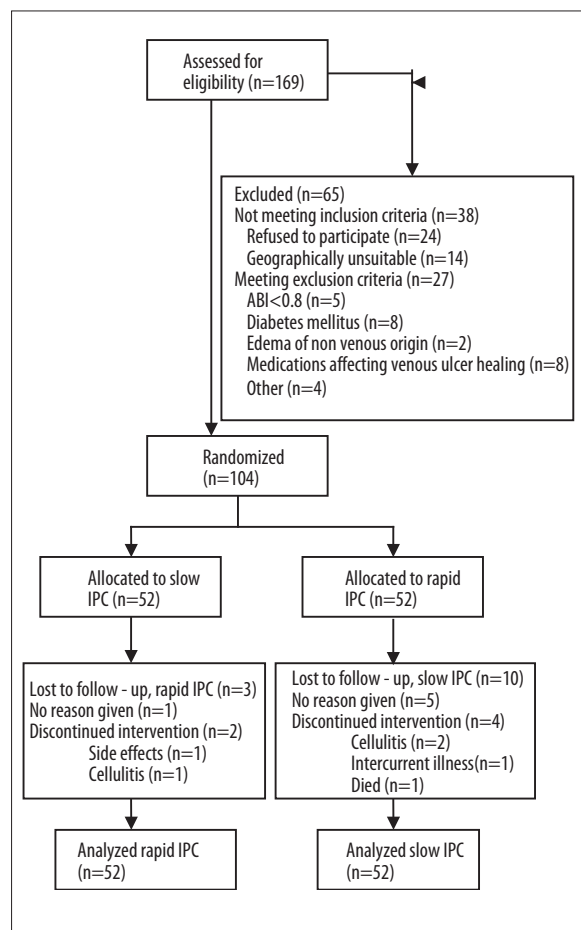 Assessed for
eligibility (n=169)
Excluded (n=65)
Not meeting inclusion criteria (n=38)
Refused to participate (n=24)
Geographically unsuitable (n=14)
Meeting exclusion criteria (n=27)
ABI<0.8 (n=5)
Diabetes mellitus (n=8)
Edema of non venous origin (n=2)
Medications affecting venous ulcer healing (n=8)
Other (n=4)
Randomized
(n=104)
Allocated to slow
IPC (n=52)
Allocated to rapid
IPC (n=52)
Lost to follow - up, rapid IPC (n=3)
No reason given (n=1)
Discontinued intervention (n=2)
Side effects (n=1)
Cellulitis (n=1)
Lost to follow - up, slow IPC (n=10)
No reason given (n=5)
Discontinued intervention (n=4)
Cellulitis (n=2)
Intercurrent illness(n=1)
Died (n=1)
Analyzed rapid IPC
(n=52)
Analyzed slow IPC
(n=52)